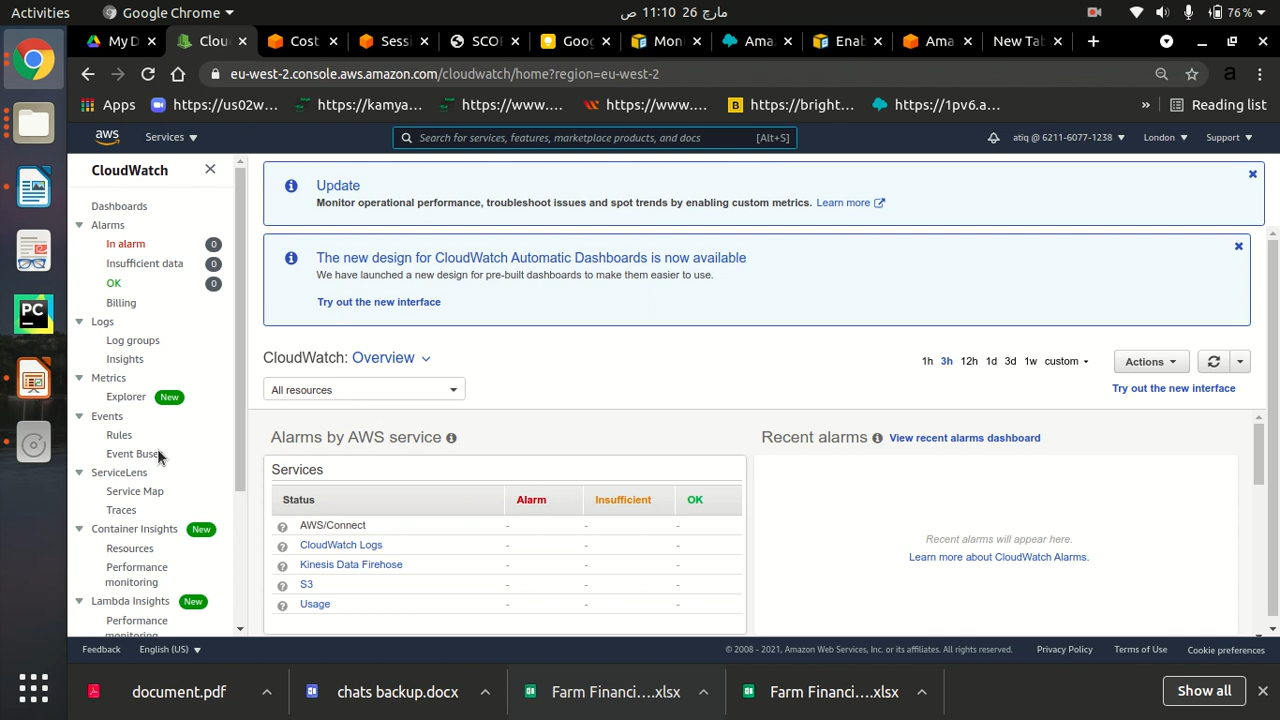 Activities
Google Chrome
مارچ 26 11:10 ص
76 %
My D
Clou
Cost
Sessi
SCOF
Goog
Moni
Ama
Enab
Ama
New Tab
eu-west-2.console.aws.amazon.com/cloudwatch/home?region=eu-west-2
a
Apps
https://us02w...
https://kamya...
https://www....
https://www....
https://bright...
https://1pv6.a...
»
Reading list
aws
Services
Search for services, features, marketplace products, and docs
[Alt+S]
atiq @ 6211-6077-1238
London
Support
CloudWatch
Dashboards
Alarms
In alarm 0
Insufficient data 0
OK 0
Billing
Logs
Log groups
Insights
Metrics
Explorer New
Events
Rules
Event Buse
ServiceLens
Service Map
Traces
Container Insights New
Resources
Performance
monitoring
Lambda Insights New
Performance
monitoring
Update
Monitor operational performance, troubleshoot issues and spot trends by enabling custom metrics. Learn more
The new design for CloudWatch Automatic Dashboards is now available
We have launched a new design for pre-built dashboards to make them easier to use.
Try out the new interface
CloudWatch: Overview
1h 3h 12h 1d 3d 1w custom
Actions
All resources
Try out the new interface
Alarms by AWS service
Services
Status Alarm Insufficient OK
AWS/Connect - - -
CloudWatch Logs - - -
Kinesis Data Firehose - - -
S3 - - -
Usage - - -
Recent alarms View recent alarms dashboard
Recent alarms will appear here.
Learn more about CloudWatch Alarms.
Feedback
English (US)
© 2008 - 2021, Amazon Web Services, Inc. or its affiliates. All rights reserved.
Privacy Policy
Terms of Use
Cookie preferences
document.pdf
chats backup.docx
Farm Financi....xlsx
Farm Financi....xlsx
Show all
PC